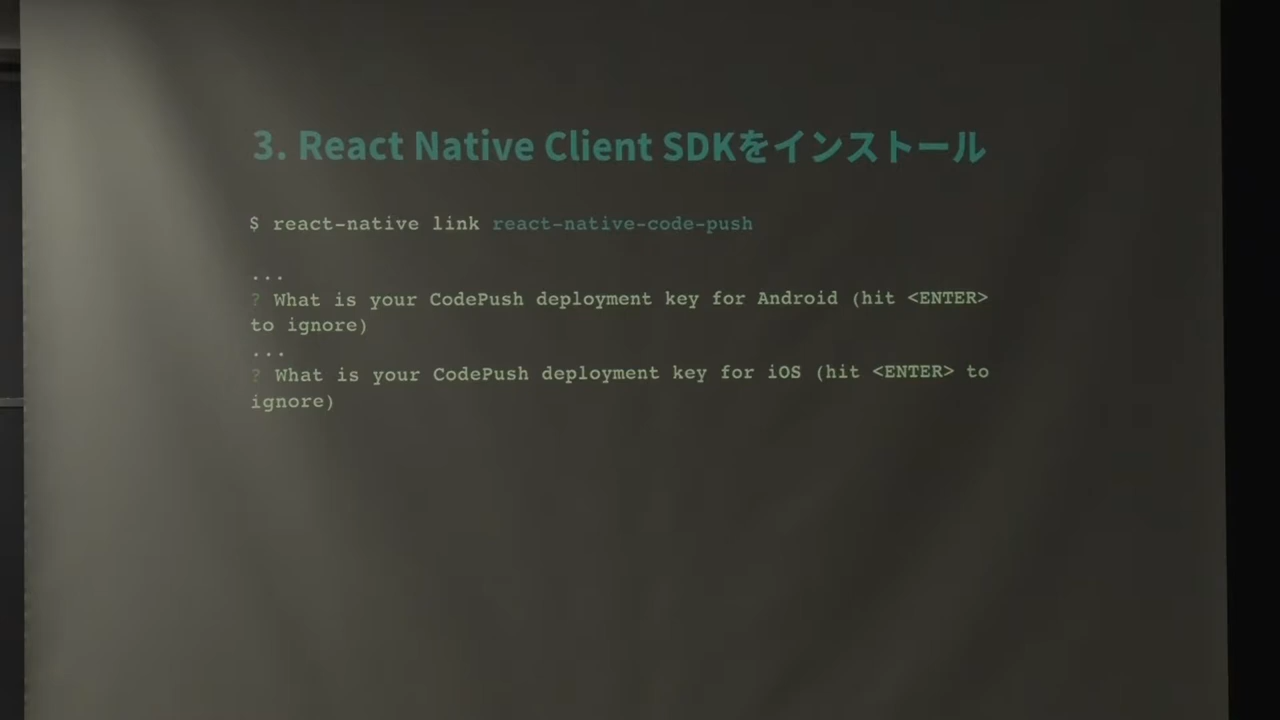 3. React Native Client SDKをインストール
$ react-native link react-native-code-push
...
? What is your CodePush deployment key for Android (hit <ENTER>
to ignore)
...
? What is your CodePush deployment key for iOS (hit <ENTER> to
ignore)